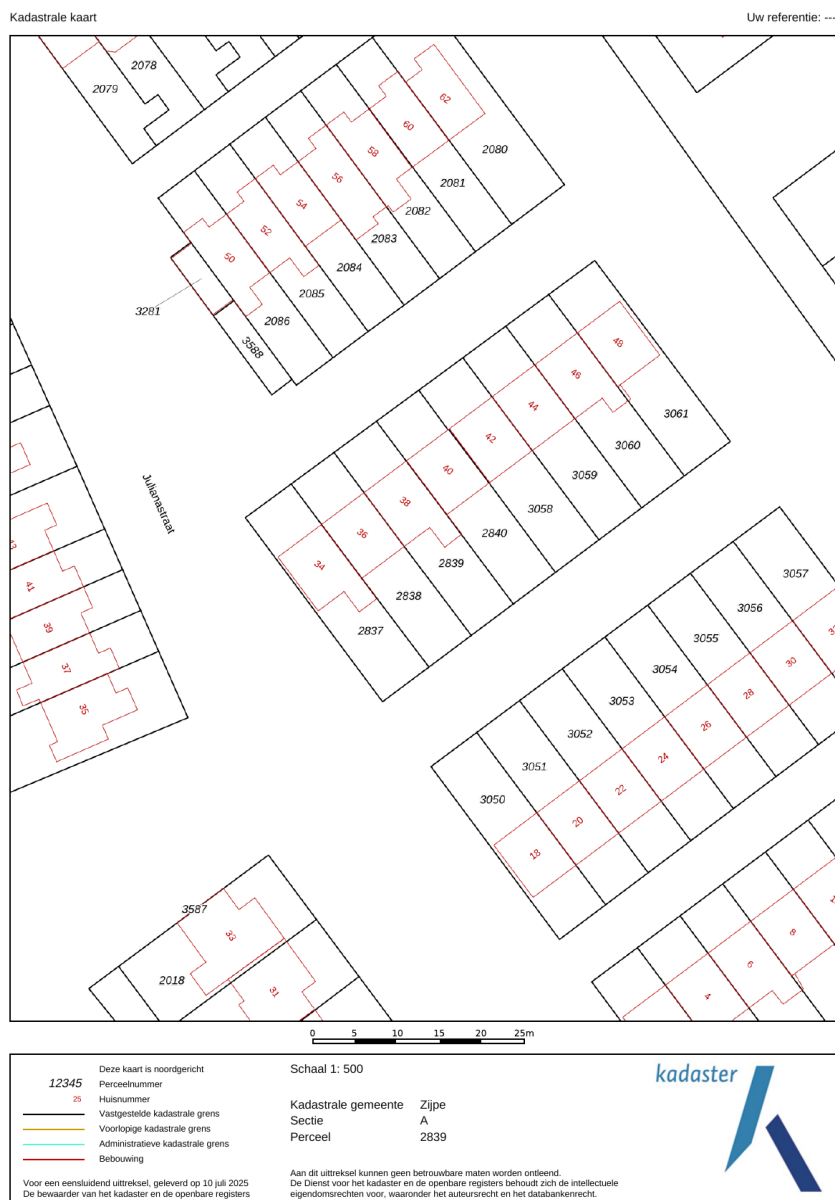 Kadastrale kaart
Uw referentie: ---
2078
2079
62
60
2080
58
56
2081
54
2082
52
2083
50
2084
2085
3281
2086
3588
48
46
44
3061
42
3060
40
3059
38
3058
36
2840
34
2839
2838
2837
Julianastraat
43
41
39
37
35
3057
3056
3055
3054
30
3053
28
3052
26
3051
24
3050
22
20
18
3587
33
2018
31
8
6
4
0 5 10 15 20 25m
Deze kaart is noordgericht
12345 Perceelnummer
25 Huisnummer
Vastgestelde kadastrale grens
Voorlopige kadastrale grens
Administratieve kadastrale grens
Bebouwing
Voor een eensluidend uittreksel, geleverd op 10 juli 2025
De bewaarder van het kadaster en de openbare registers
Schaal 1: 500
Kadastrale gemeente Zijpe
Sectie A
Perceel 2839
Aan dit uittreksel kunnen geen betrouwbare maten worden ontleend.
De Dienst voor het kadaster en de openbare registers behoudt zich de intellectuele
eigendomsrechten voor, waaronder het auteursrecht en het databankenrecht.
kadaster